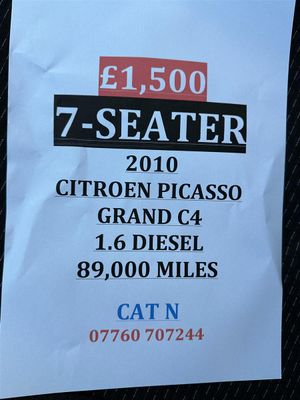 £1,500
7-SEATER
2010
CITROEN PICASSO
GRAND C4
1.6 DIESEL
89,000 MILES
CAT N
07760 707244